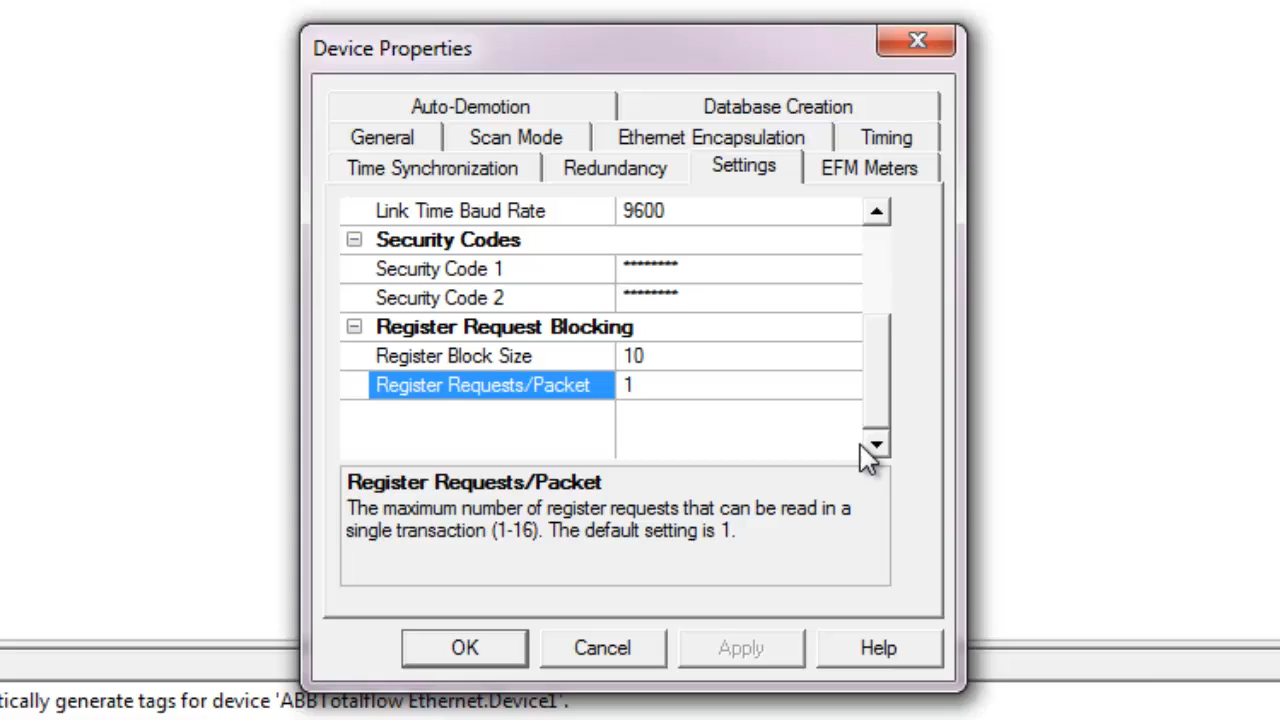 Device Properties
Auto-Demotion Database Creation
General Scan Mode Ethernet Encapsulation Timing
Time Synchronization Redundancy Settings EFM Meters
Link Time Baud Rate 9600
Security Codes
Security Code 1 ********
Security Code 2 ********
Register Request Blocking
Register Block Size 10
Register Requests/Packet 1
Register Requests/Packet
The maximum number of register requests that can be read in a
single transaction (1-16). The default setting is 1.
OK Cancel Apply Help
tically generate tags for device 'ABBTotalflow Ethernet.Device1'.